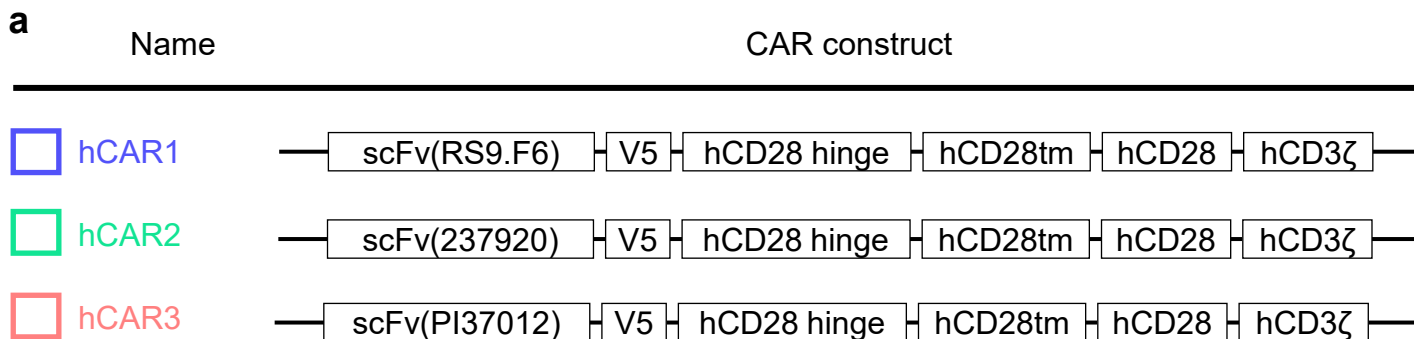 a
Name CAR construct
hCAR1 scFv(RS9.F6) V5 hCD28 hinge hCD28tm hCD28 hCD3ζ
hCAR2 scFv(237920) V5 hCD28 hinge hCD28tm hCD28 hCD3ζ
hCAR3 scFv(PI37012) V5 hCD28 hinge hCD28tm hCD28 hCD3ζ